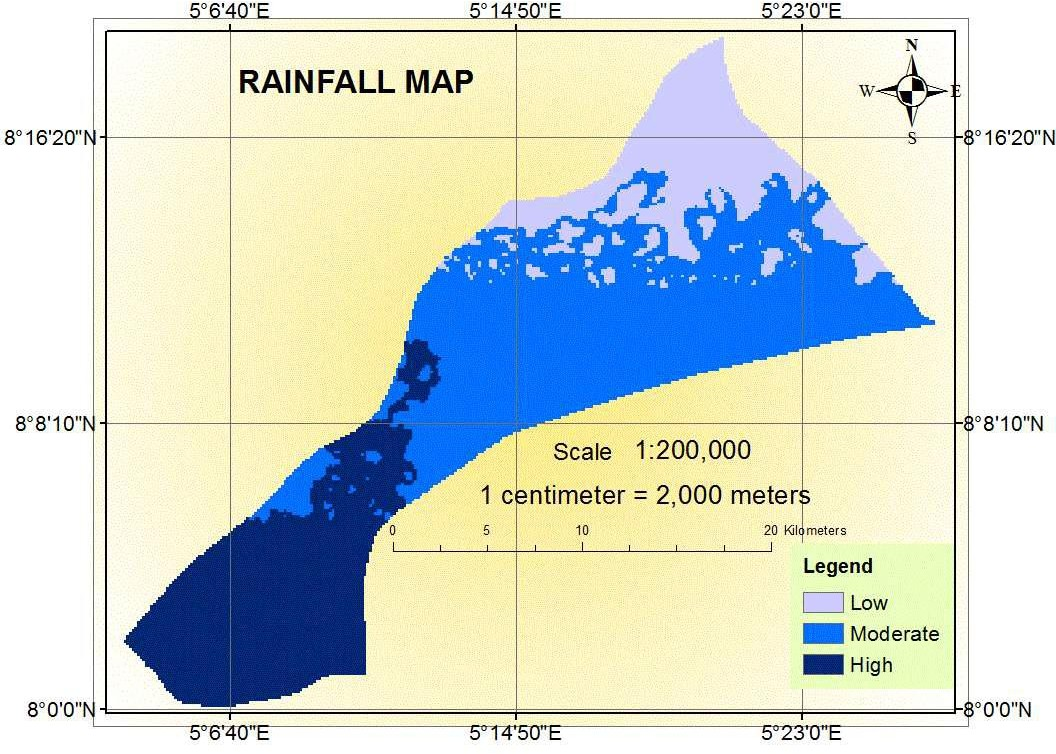 5°6'40"E 5°14'50"E 5°23'0"E
RAINFALL MAP
N
W E
S
8°16'20"N 8°16'20"N
8°8'10"N 8°8'10"N
Scale 1:200,000
1 centimeter = 2,000 meters
0 5 10 20 Kilometers
Legend
Low
Moderate
High
8°0'0"N 8°0'0"N
5°6'40"E 5°14'50"E 5°23'0"E